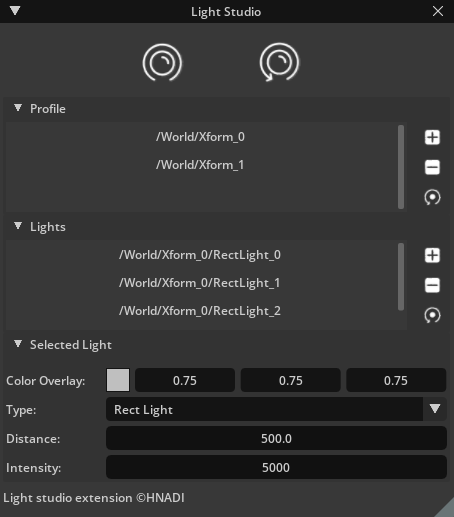 Light Studio
Profile
/World/Xform_0
/World/Xform_1
Lights
/World/Xform_0/RectLight_0
/World/Xform_0/RectLight_1
/World/Xform_0/RectLight_2
Selected Light
Color Overlay: 0.75 0.75 0.75
Type: Rect Light
Distance: 500.0
Intensity: 5000
Light studio extension ©HNADI